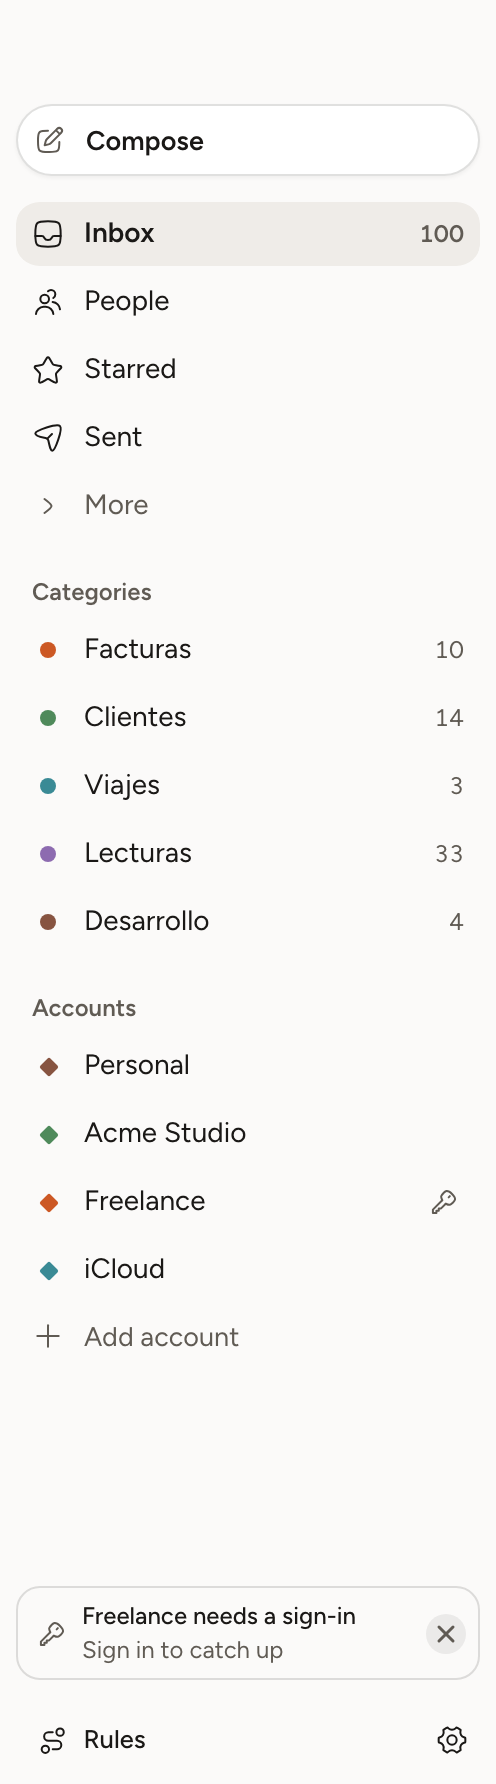 Compose
Inbox 100
People
Starred
Sent
More
Categories
Facturas 10
Clientes 14
Viajes 3
Lecturas 33
Desarrollo 4
Accounts
Personal
Acme Studio
Freelance
iCloud
Add account
Freelance needs a sign-in
Sign in to catch up
Rules